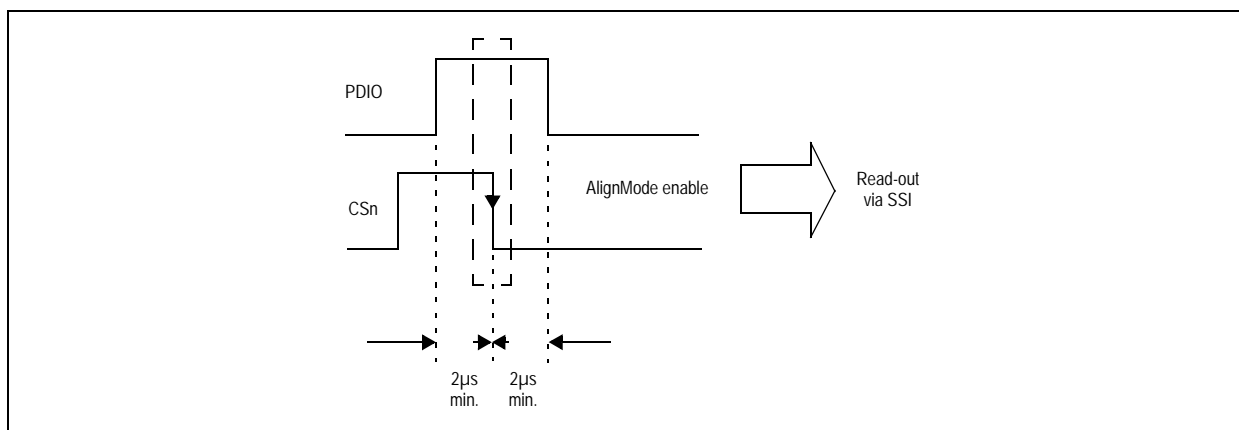 PDIO
AlignMode enable
Read-out
via SSI
CSn
2µs
min.
2µs
min.